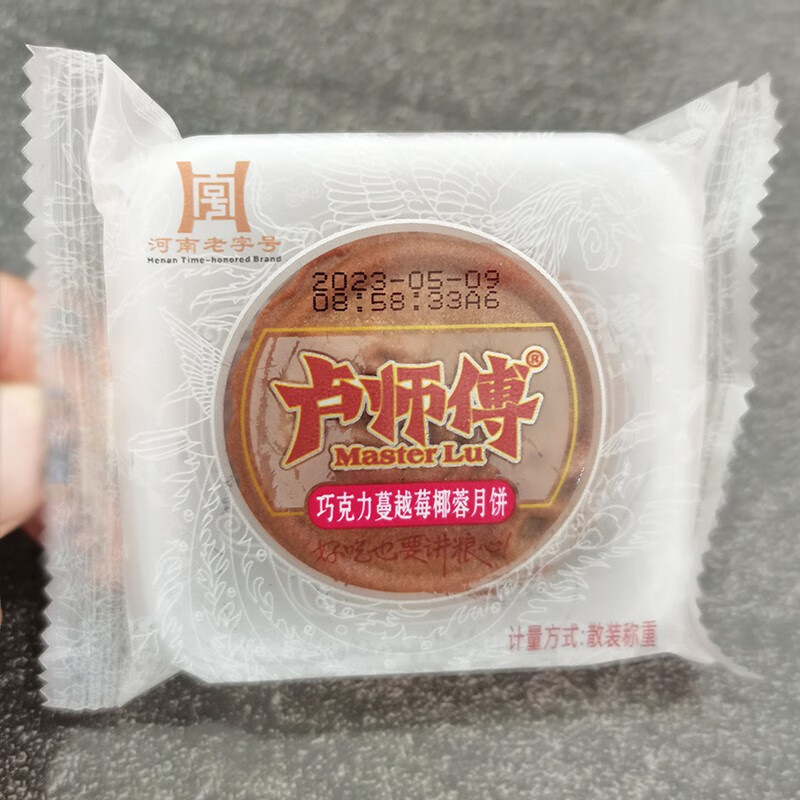 河南老字号
Henan Time-honored Brand
2023-05-09
08:58:33A6
卢师傅®
Master Lu
巧克力蔓越莓椰蓉月饼
好吃也要讲粮心!
计量方式:散装称重